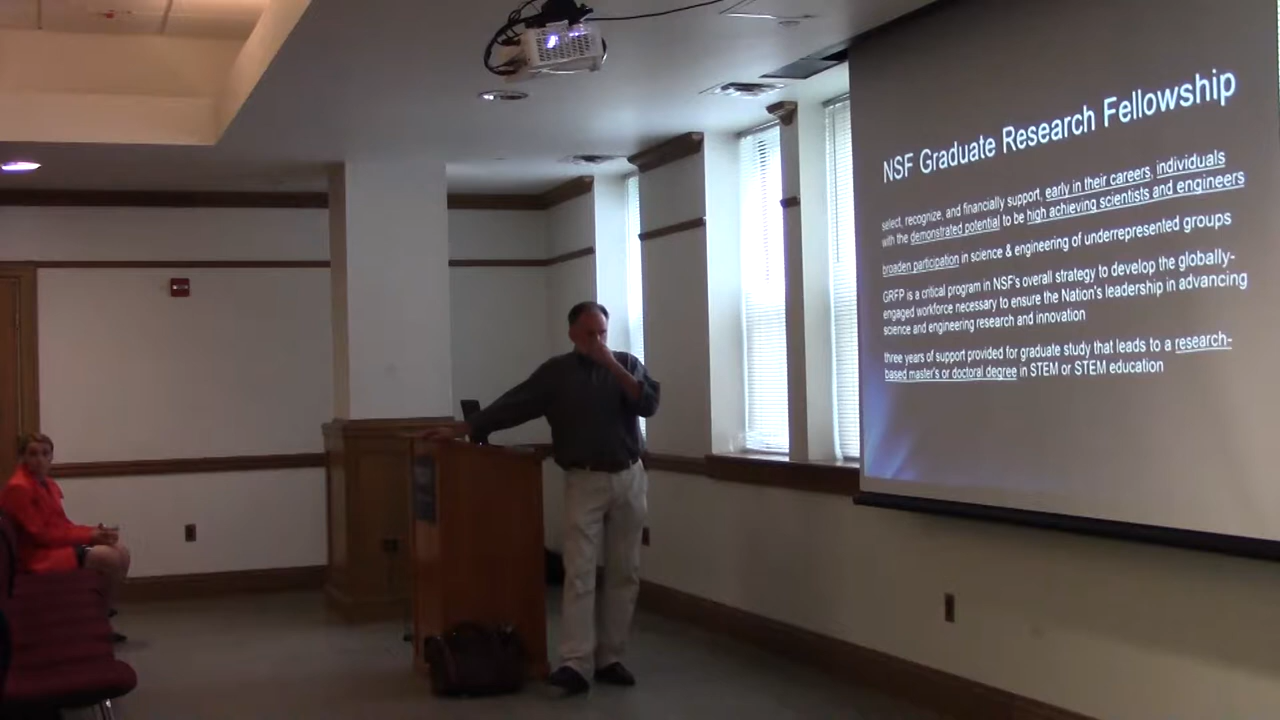 NSF Graduate Research Fellowship
select, recognize, and financially support, early in their careers, individuals
with the demonstrated potential to be high achieving scientists and engineers
broaden participation in science & engineering of underrepresented groups
GRFP is a critical program in NSF's overall strategy to develop the globally-
engaged workforce necessary to ensure the Nation's leadership in advancing
science and engineering research and innovation
three years of support provided for graduate study that leads to a research-
based master's or doctoral degree in STEM or STEM education